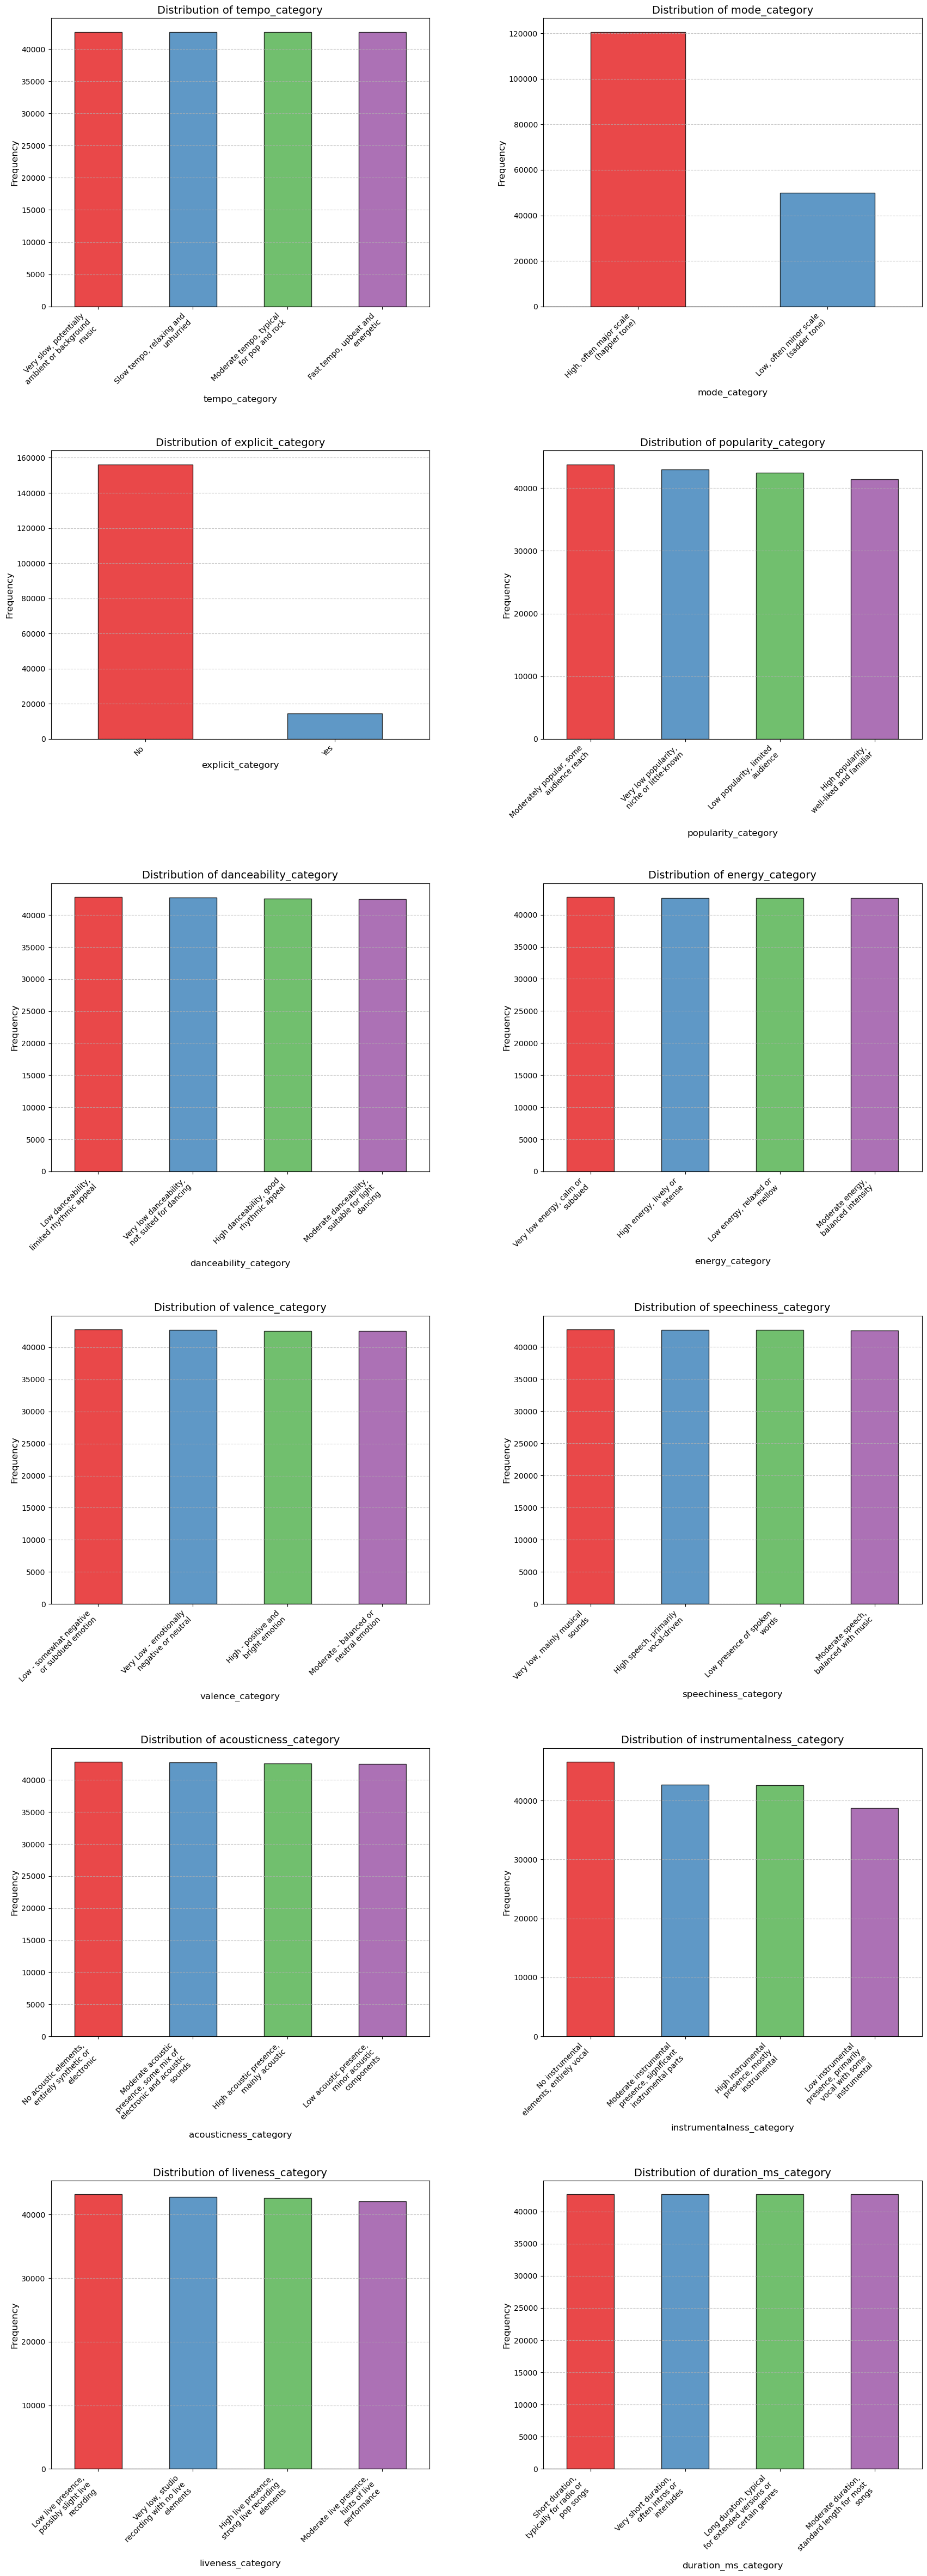 Distribution of tempo_category
Frequency
40000
35000
30000
25000
20000
15000
10000
5000
0
Very slow, potentially
ambient or background
music
Slow tempo, relaxing and
unhurried
Moderate tempo, typical
for pop and rock
Fast tempo, upbeat and
energetic
tempo_category
Distribution of mode_category
Frequency
120000
100000
80000
60000
40000
20000
0
High, often major scale
(happier tone)
Low, often minor scale
(sadder tone)
mode_category
Distribution of explicit_category
Frequency
160000
140000
120000
100000
80000
60000
40000
20000
0
No
Yes
explicit_category
Distribution of popularity_category
Frequency
40000
30000
20000
10000
0
Moderately popular, some
audience reach
Very low popularity,
niche or little-known
Low popularity, limited
audience
High popularity,
well-liked and familiar
popularity_category
Distribution of danceability_category
Frequency
40000
35000
30000
25000
20000
15000
10000
5000
0
Low danceability,
limited rhythmic appeal
Very low danceability,
not suited for dancing
High danceability, good
rhythmic appeal
Moderate danceability,
suitable for light
dancing
danceability_category
Distribution of energy_category
Frequency
40000
35000
30000
25000
20000
15000
10000
5000
0
Very low energy, calm or
subdued
High energy, lively or
intense
Low energy, relaxed or
mellow
Moderate energy,
balanced intensity
energy_category
Distribution of valence_category
Frequency
40000
35000
30000
25000
20000
15000
10000
5000
0
Low - somewhat negative
or subdued emotion
Very Low - emotionally
negative or neutral
High - positive and
bright emotion
Moderate - balanced or
neutral emotion
valence_category
Distribution of speechiness_category
Frequency
40000
35000
30000
25000
20000
15000
10000
5000
0
Very low, mainly musical
sounds
High speech, primarily
vocal-driven
Low presence of spoken
words
Moderate speech,
balanced with music
speechiness_category
Distribution of acousticness_category
Frequency
40000
35000
30000
25000
20000
15000
10000
5000
0
No acoustic elements,
entirely synthetic or
electronic
Moderate acoustic
presence, some mix of
electronic and acoustic
sounds
High acoustic presence,
mainly acoustic
Low acoustic presence,
minor acoustic
components
acousticness_category
Distribution of instrumentalness_category
Frequency
40000
30000
20000
10000
0
No instrumental
elements, entirely vocal
Moderate instrumental
presence, significant
instrumental parts
High instrumental
presence, mostly
instrumental
Low instrumental
presence, primarily
vocal with some
instrumental
instrumentalness_category
Distribution of liveness_category
Frequency
40000
30000
20000
10000
0
Low live presence,
possibly slight live
recording
Very low, studio
recording with no live
elements
High live presence,
strong live recording
elements
Moderate live presence,
hints of live
performance
liveness_category
Distribution of duration_ms_category
Frequency
40000
35000
30000
25000
20000
15000
10000
5000
0
Short duration,
typically for radio or
pop songs
Very short duration,
often intros or
interludes
Long duration, typical
for extended versions or
certain genres
Moderate duration,
standard length for most
songs
duration_ms_category